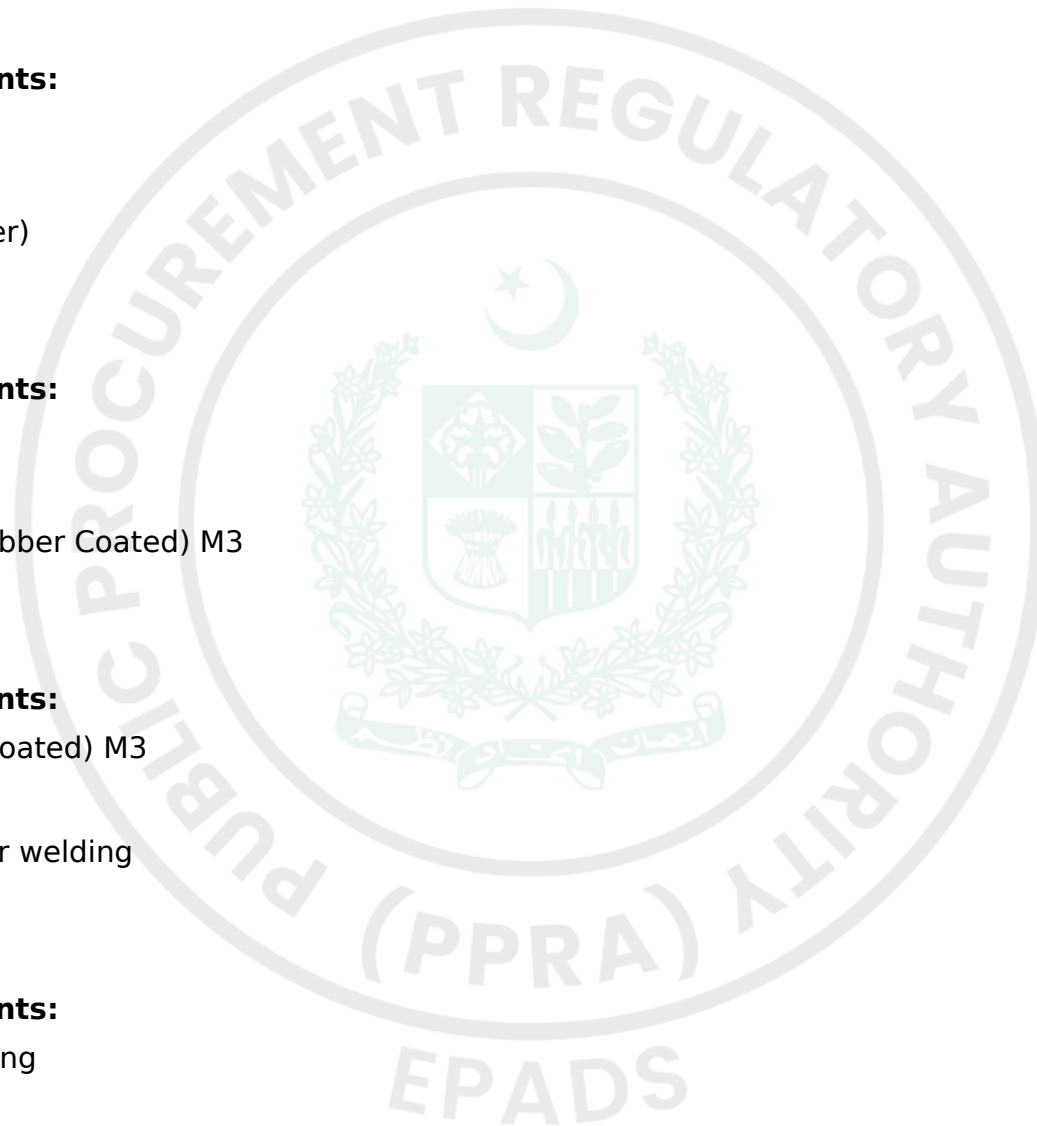 nts:
er)
nts:
bber Coated) M3
nts:
oated) M3
r welding
nts:
ng
PUBLIC PROCUREMENT REGULATORY AUTHORITY
(PPRA)
EPADS